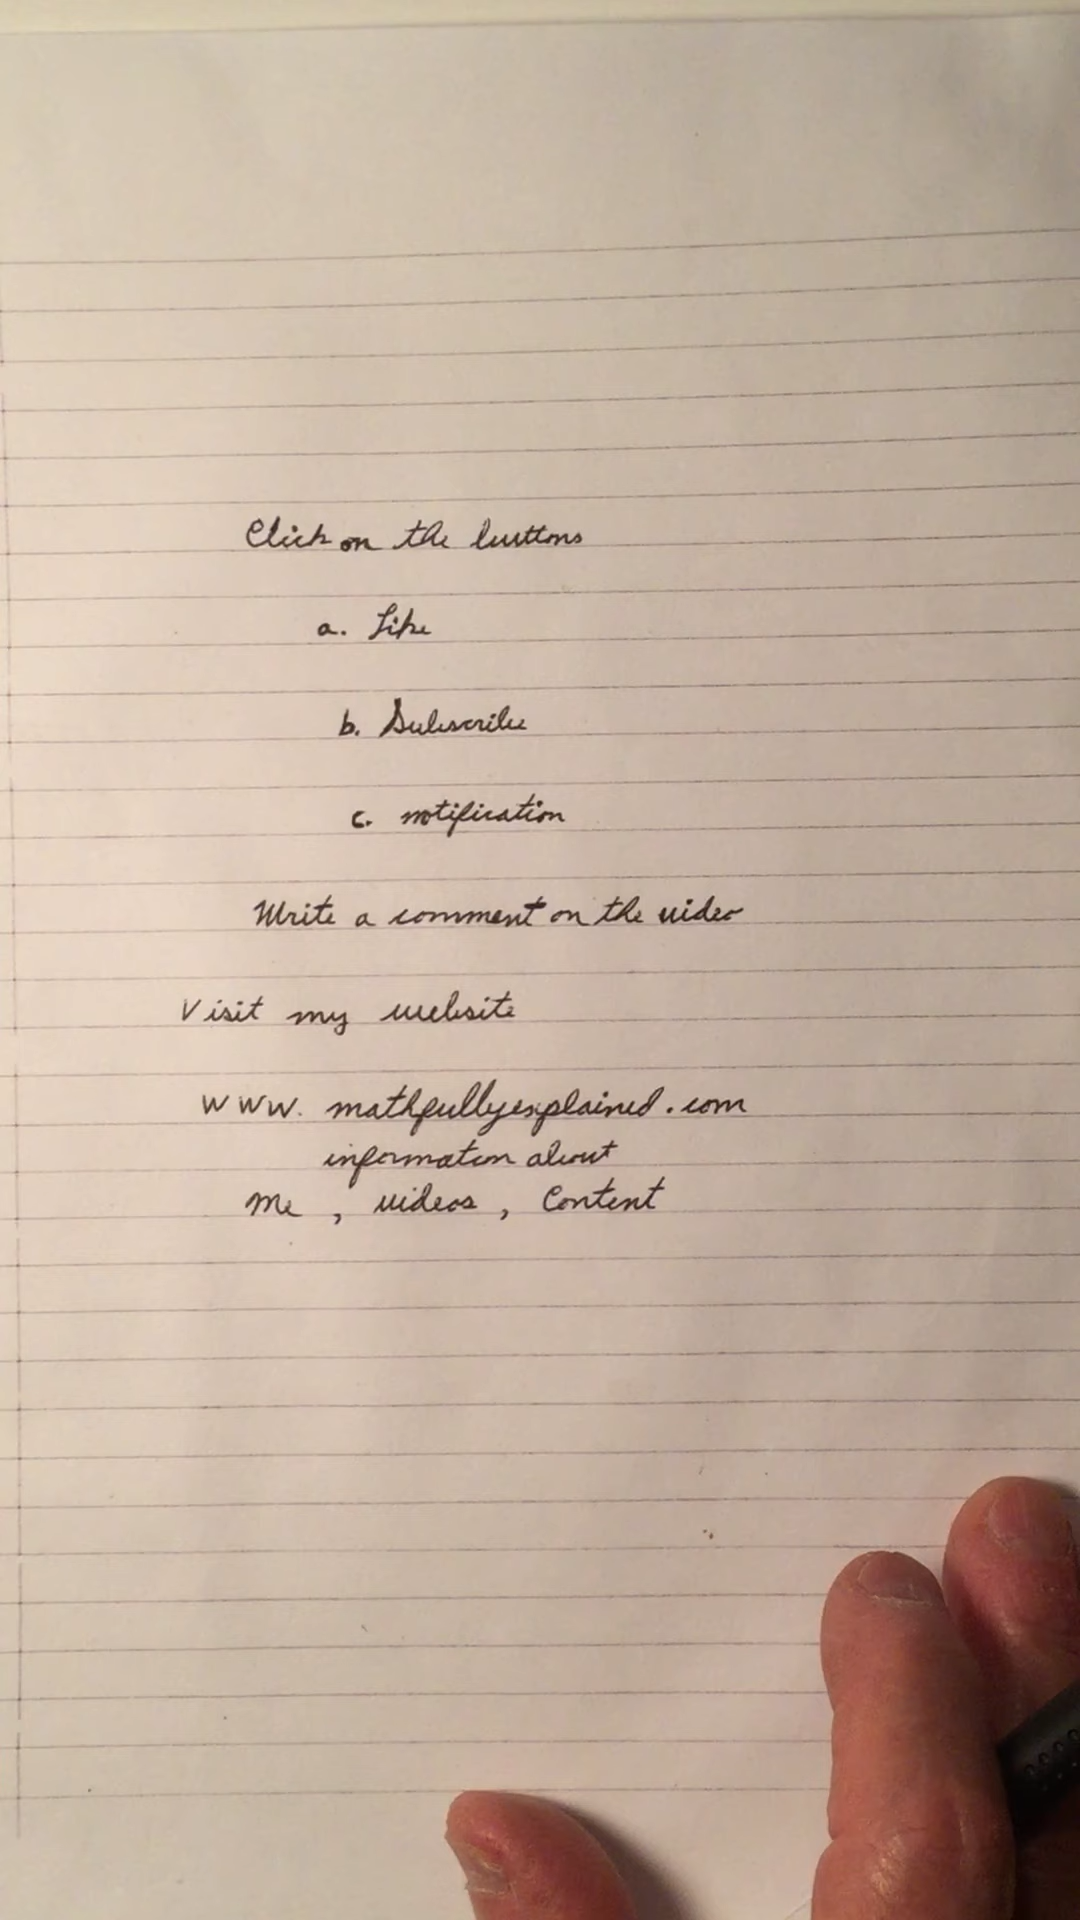 Click on the buttons
a. Like
b. Subscribe
c. notification
Write a comment on the video
Visit my website
www. mathfullyexplained.com
information about
Me , videos , Content